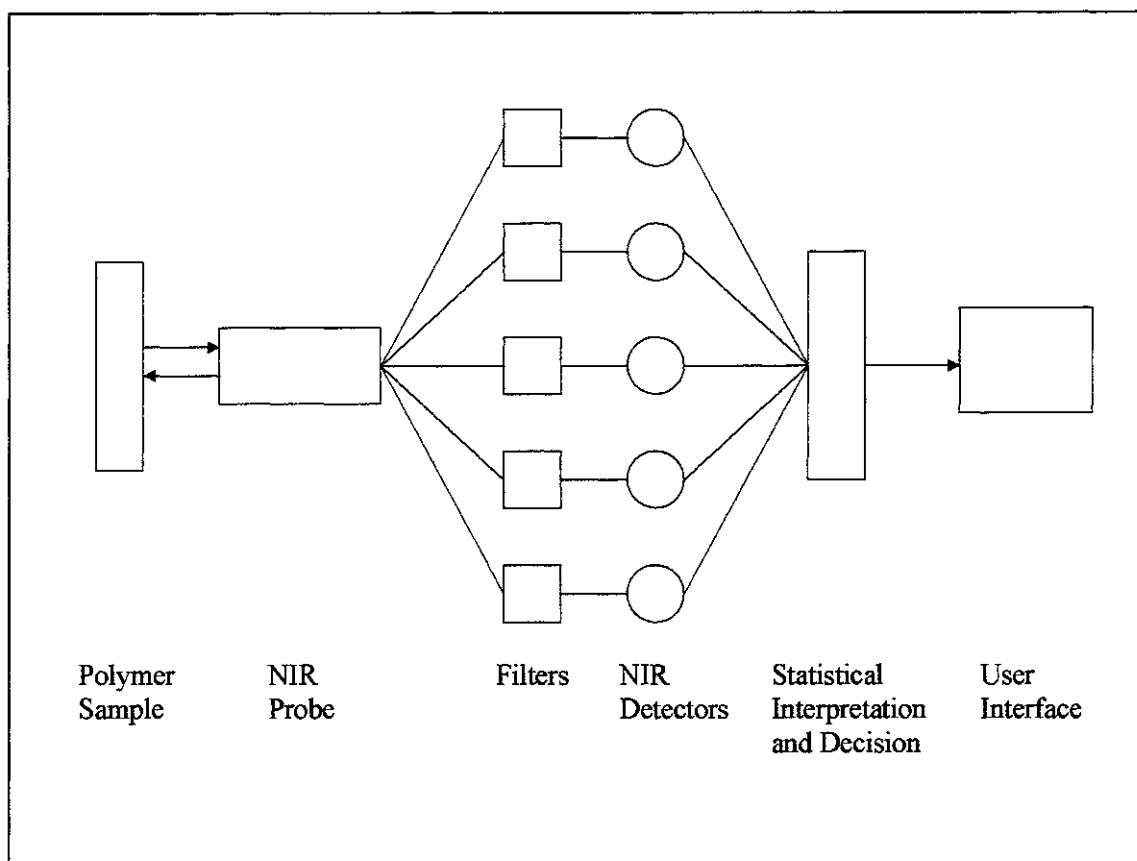 Polymer
Sample
NIR
Probe
Filters
NIR
Detectors
Statistical
Interpretation
and Decision
User
Interface